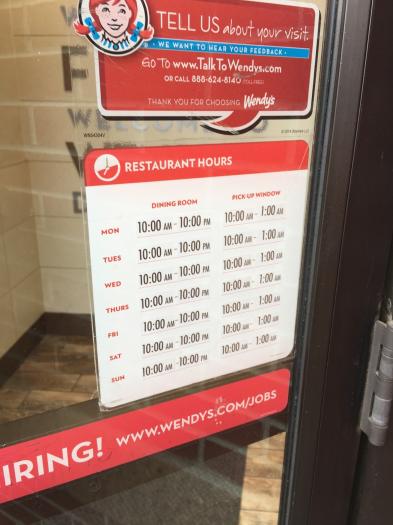 TELL US about your visit.
• WE WANT TO HEAR YOUR FEEDBACK •
GO TO www.TalkToWendys.com
OR CALL 888-624-8140 (TOLL FREE)
THANK YOU FOR CHOOSING Wendy's
WELCOME
RESTAURANT HOURS
DINING ROOM PICK-UP WINDOW
MON 10:00 AM - 10:00 PM 10:00 AM - 1:00 AM
TUES 10:00 AM - 10:00 PM 10:00 AM - 1:00 AM
WED 10:00 AM - 10:00 PM 10:00 AM - 1:00 AM
THURS 10:00 AM - 10:00 PM 10:00 AM - 1:00 AM
FRI 10:00 AM - 10:00 PM 10:00 AM - 1:00 AM
SAT 10:00 AM - 10:00 PM 10:00 AM - 1:00 AM
SUN 10:00 AM - 10:00 PM 10:00 AM - 1:00 AM
IRING! WWW.WENDYS.COM/JOBS